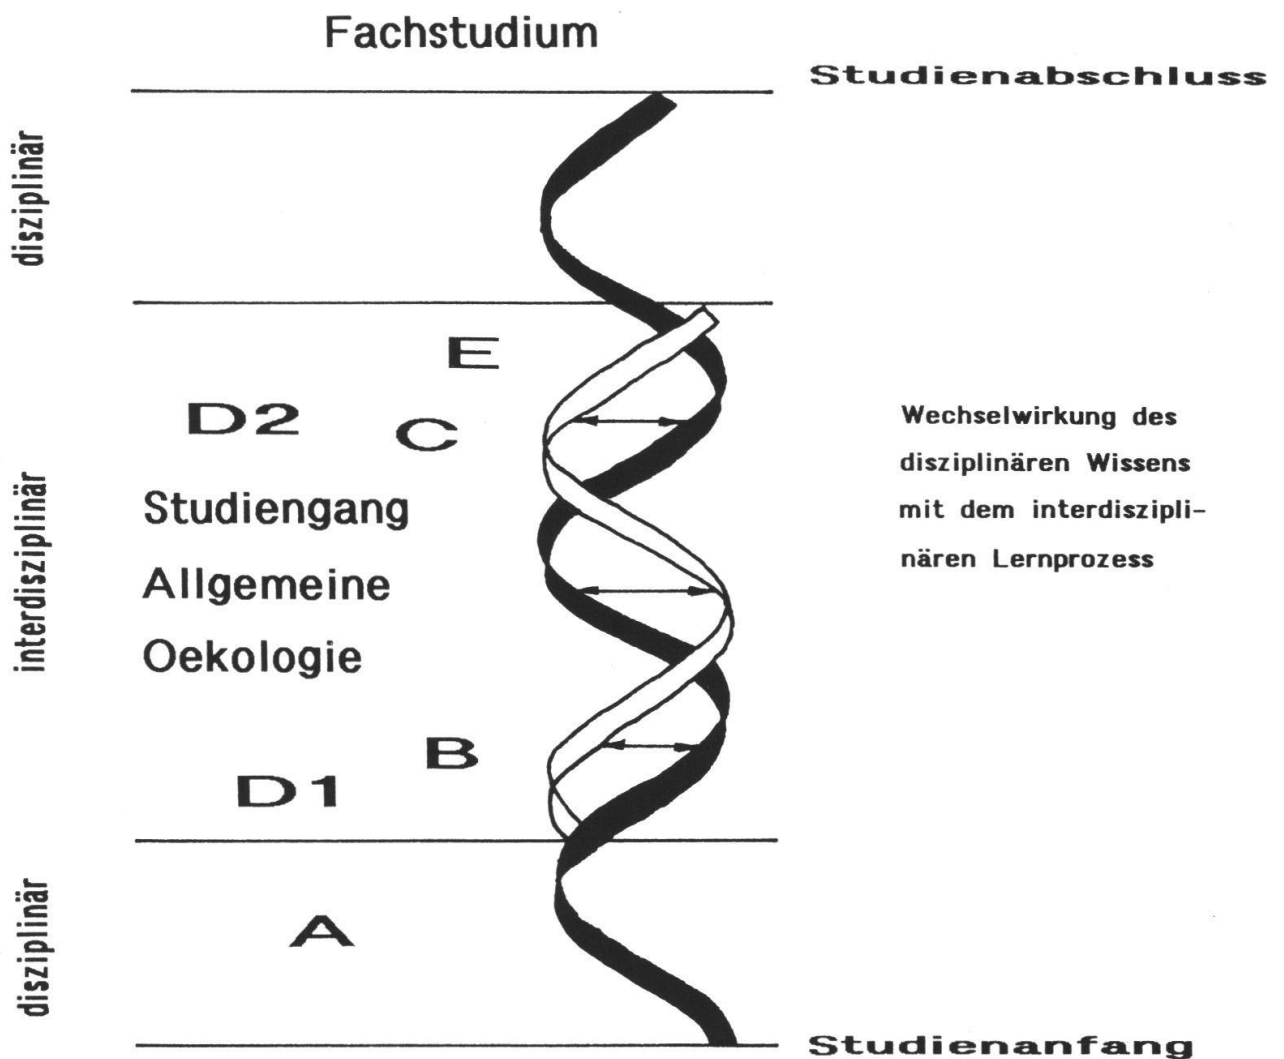 Fachstudium
Studienabschluss
disziplinär
E
D2
C
Wechselwirkung des
disziplinären Wissens
mit dem interdiszipli-
nären Lernprozess
interdisziplinär
Studiengang
Allgemeine
Oekologie
B
D1
disziplinär
A
Studienanfang